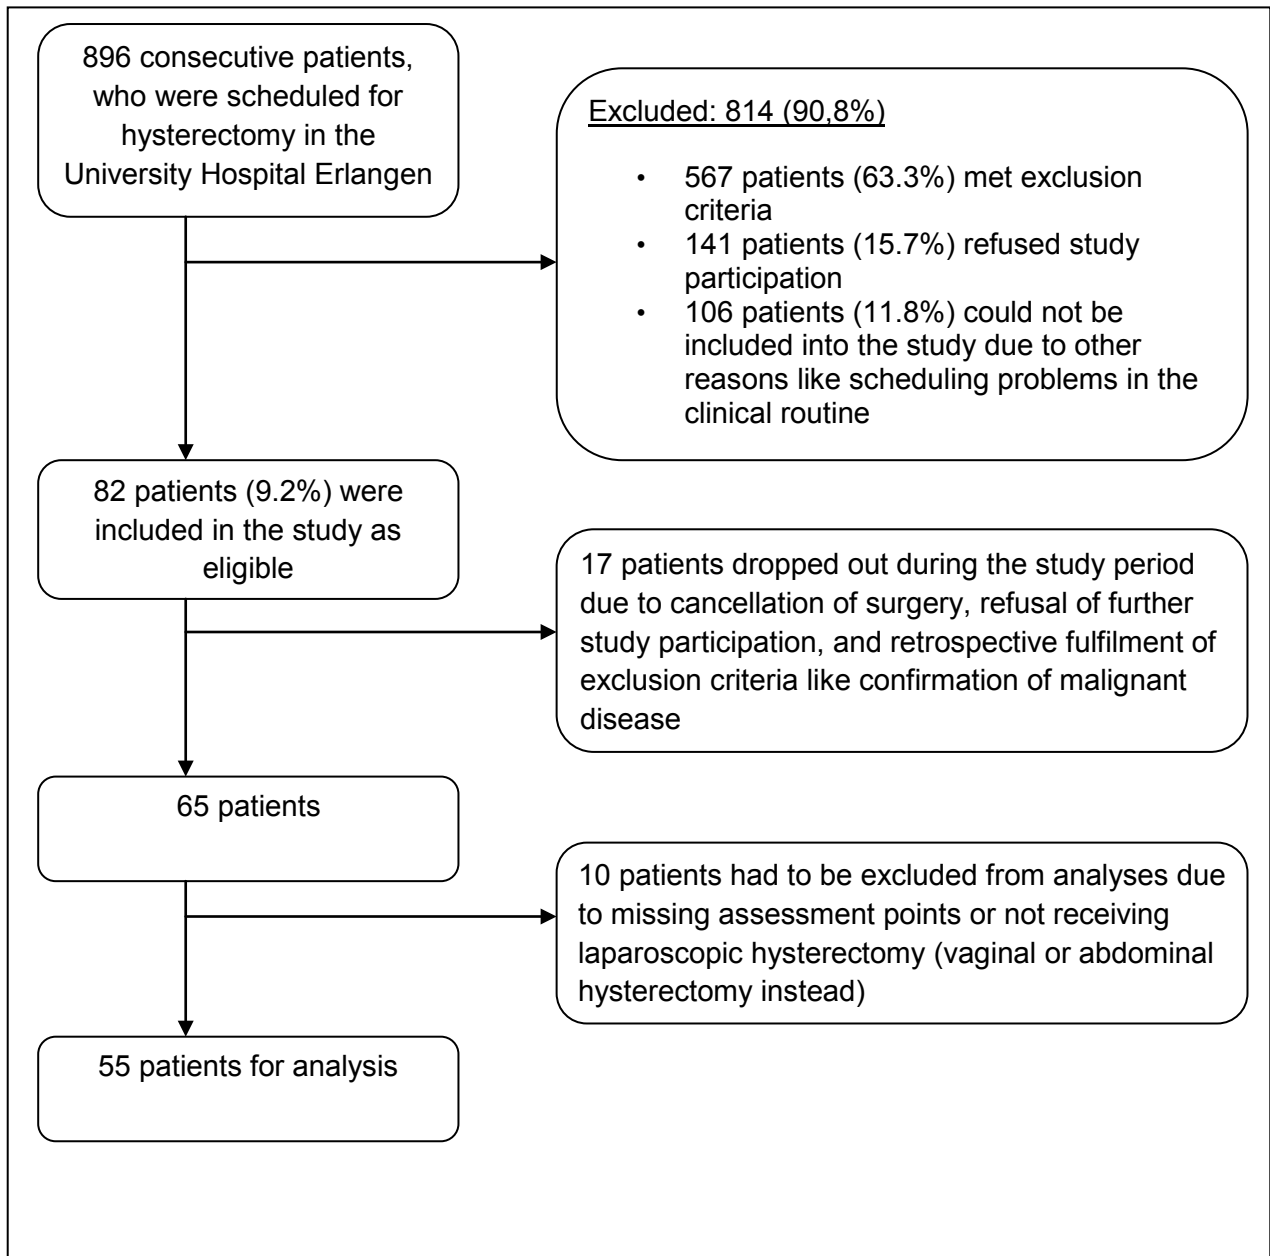 896 consecutive patients,
who were scheduled for
hysterectomy in the
University Hospital Erlangen
Excluded: 814 (90,8%)
• 567 patients (63.3%) met exclusion
criteria
• 141 patients (15.7%) refused study
participation
• 106 patients (11.8%) could not be
included into the study due to other
reasons like scheduling problems in the
clinical routine
82 patients (9.2%) were
included in the study as
eligible
17 patients dropped out during the study period
due to cancellation of surgery, refusal of further
study participation, and retrospective fulfilment of
exclusion criteria like confirmation of malignant
disease
65 patients
10 patients had to be excluded from analyses due
to missing assessment points or not receiving
laparoscopic hysterectomy (vaginal or abdominal
hysterectomy instead)
55 patients for analysis